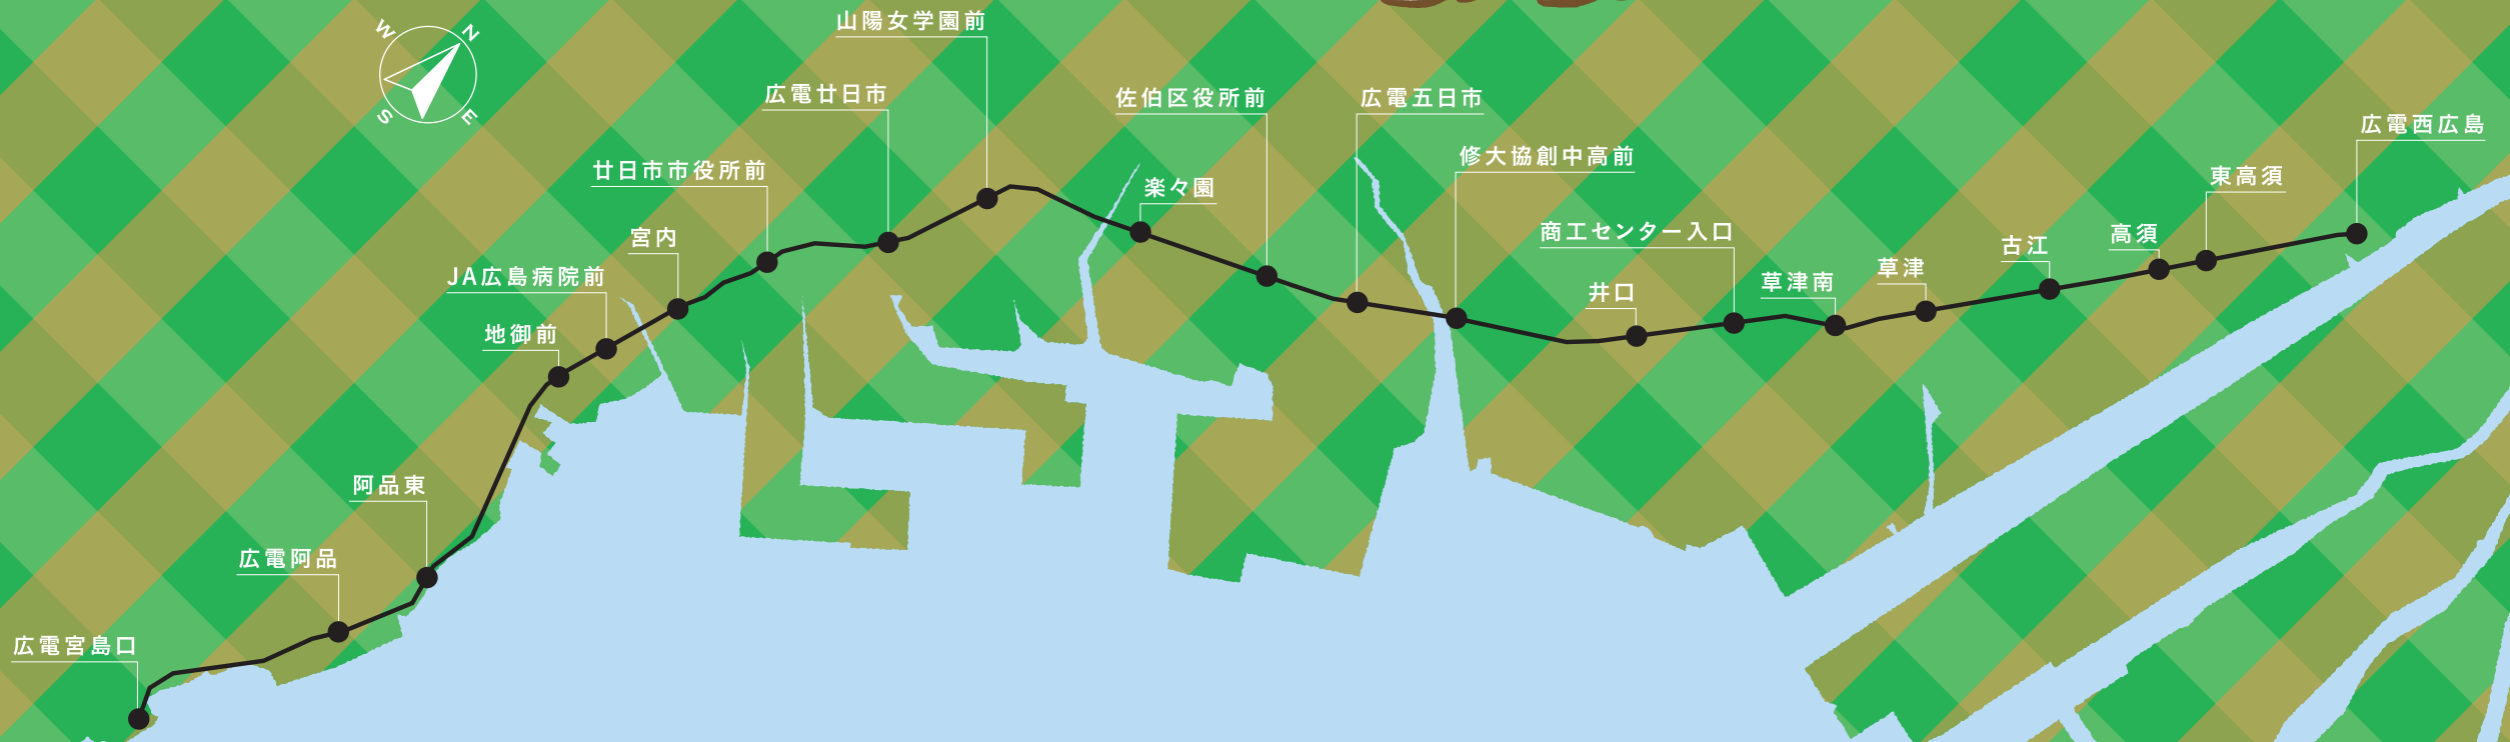 W
N
S
E
山陽女学園前
広電廿日市
佐伯区役所前
広電五日市
広電西広島
修大協創中高前
廿日市市役所前
楽々園
東高須
商工センター入口
宮内
古江
高須
JA広島病院前
井口
草津南
草津
地御前
阿品東
広電阿品
広電宮島口